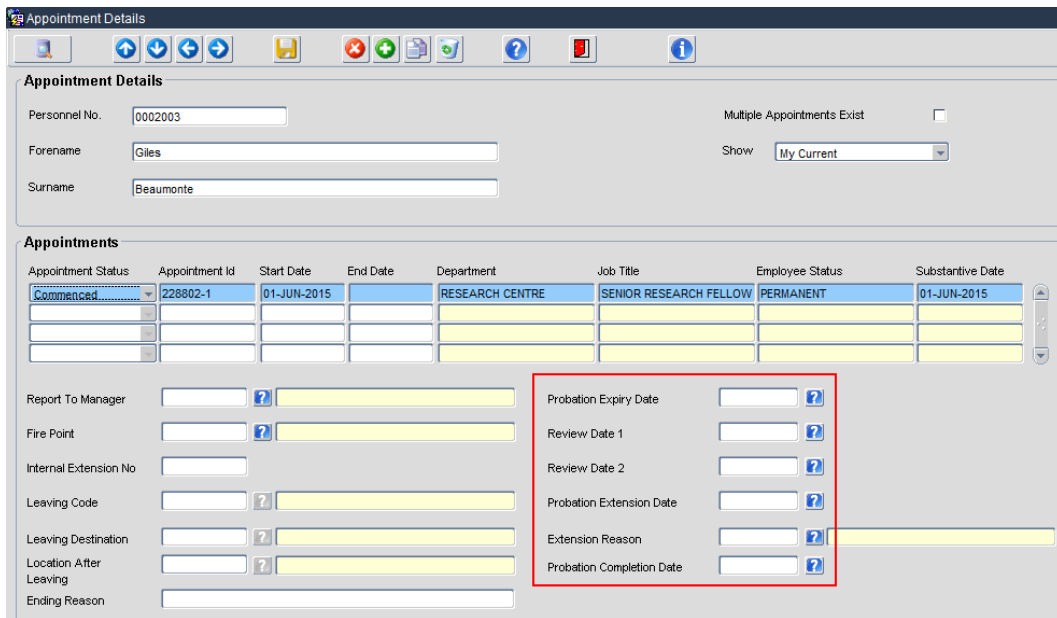 Appointment Details
Appointment Details
Personnel No. 0002003 Multiple Appointments Exist
Forename Giles Show My Current
Surname Beaumonte
Appointments
Appointment Status Appointment Id Start Date End Date Department Job Title Employee Status Substantive Date
Commenced 228802-1 01-JUN-2015 RESEARCH CENTRE SENIOR RESEARCH FELLOW PERMANENT 01-JUN-2015
Report To Manager ? Probation Expiry Date ?
Fire Point ? Review Date 1 ?
Internal Extension No Review Date 2 ?
Leaving Code ? Probation Extension Date ?
Leaving Destination ? Extension Reason ?
Location After
Leaving ? Probation Completion Date ?
Ending Reason